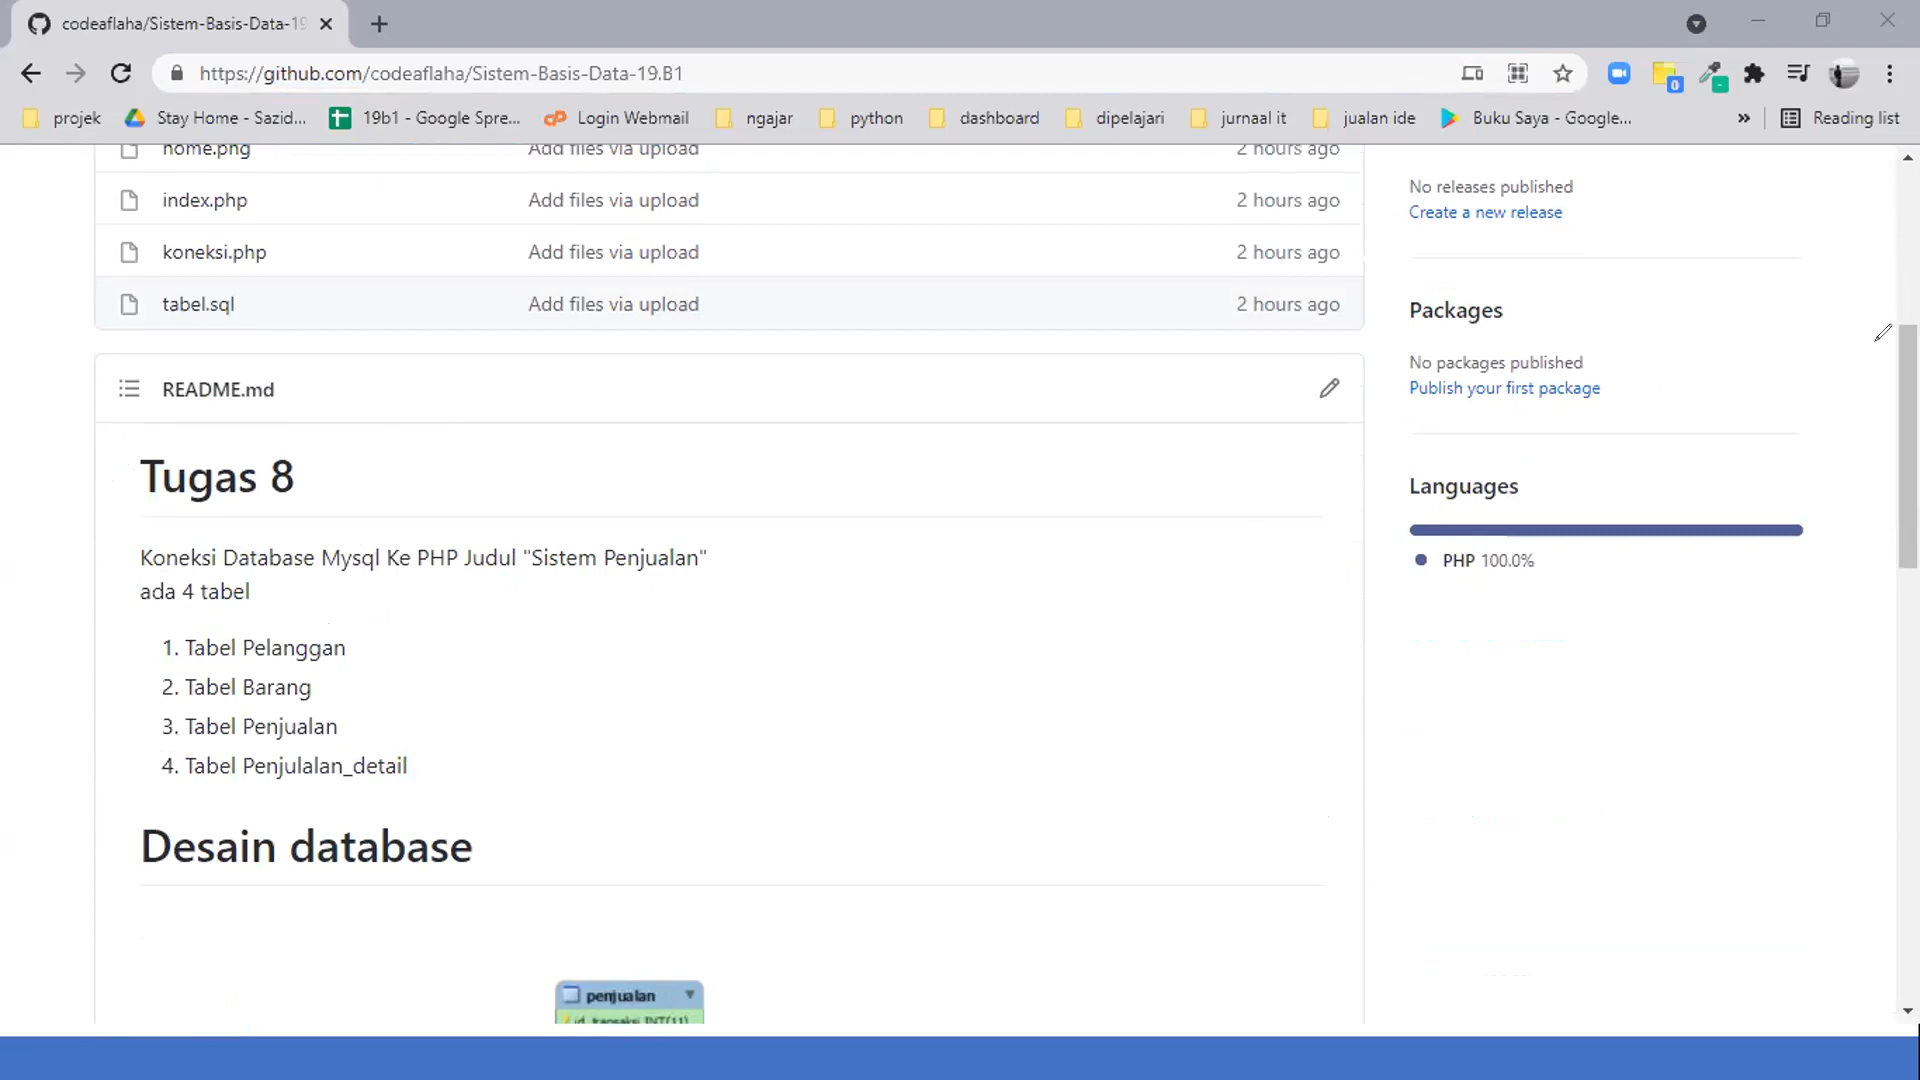 codeaflaha/Sistem-Basis-Data-19
https://github.com/codeaflaha/Sistem-Basis-Data-19.B1
0
projek
Stay Home - Sazid...
19b1 - Google Spre...
cP Login Webmail
ngajar
python
dashboard
dipelajari
jurnaal it
jualan ide
Buku Saya - Google...
»
Reading list
home.png Add files via upload 2 hours ago
index.php Add files via upload 2 hours ago
koneksi.php Add files via upload 2 hours ago
tabel.sql Add files via upload 2 hours ago
README.md
Tugas 8
Koneksi Database Mysql Ke PHP Judul "Sistem Penjualan"
ada 4 tabel
1. Tabel Pelanggan
2. Tabel Barang
3. Tabel Penjualan
4. Tabel Penjulalan_detail
Desain database
penjualan
id_transaksi INT(11)
No releases published
Create a new release
Packages
No packages published
Publish your first package
Languages
PHP 100.0%